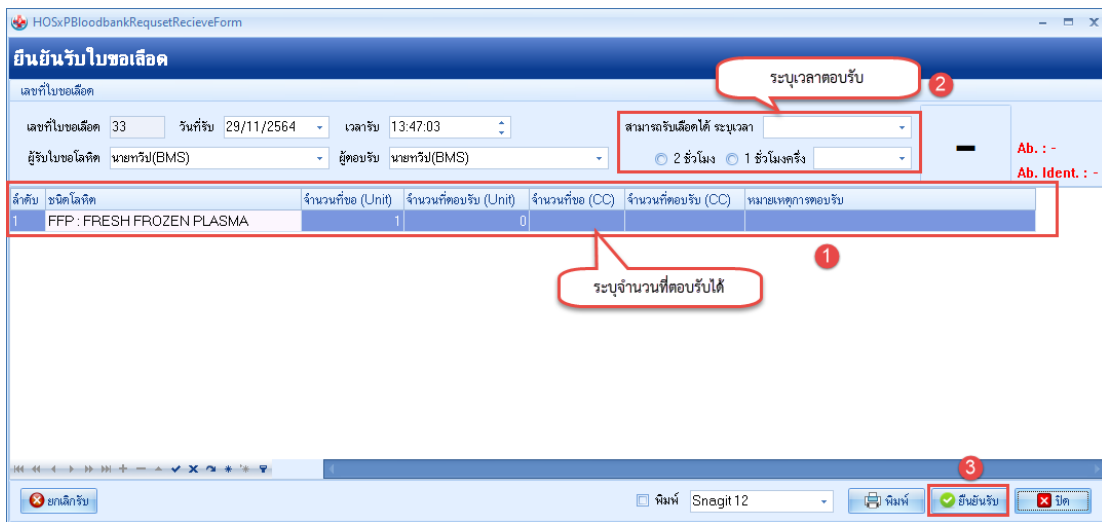 HOSxPBloodbankRequsetRecieveForm
ยืนยันรับใบขอเลือด
ระบุเวลาตอบรับ
2
เลขที่ใบขอเลือด
เลขที่ใบขอเลือด 33 วันที่รับ 29/11/2564 เวลารับ 13:47:03 สามารถรับเลือดได้ ระบุเวลา
ผู้รับใบขอโลหิต นายทวีป(BMS) ผู้ตอบรับ นายทวีป(BMS) 2 ชั่วโมง 1 ชั่วโมงครึ่ง
–
Ab. : -
Ab. Ident. : -
ลำดับ ชนิดโลหิต จำนวนที่ขอ (Unit) จำนวนที่ตอบรับ (Unit) จำนวนที่ขอ (CC) จำนวนที่ตอบรับ (CC) หมายเหตุการตอบรับ
1 FFP : FRESH FROZEN PLASMA 1 0
1
ระบุจำนวนที่ตอบรับได้
3
ยกเลิกรับ พิมพ์ Snagit 12 พิมพ์ ยืนยันรับ ปิด